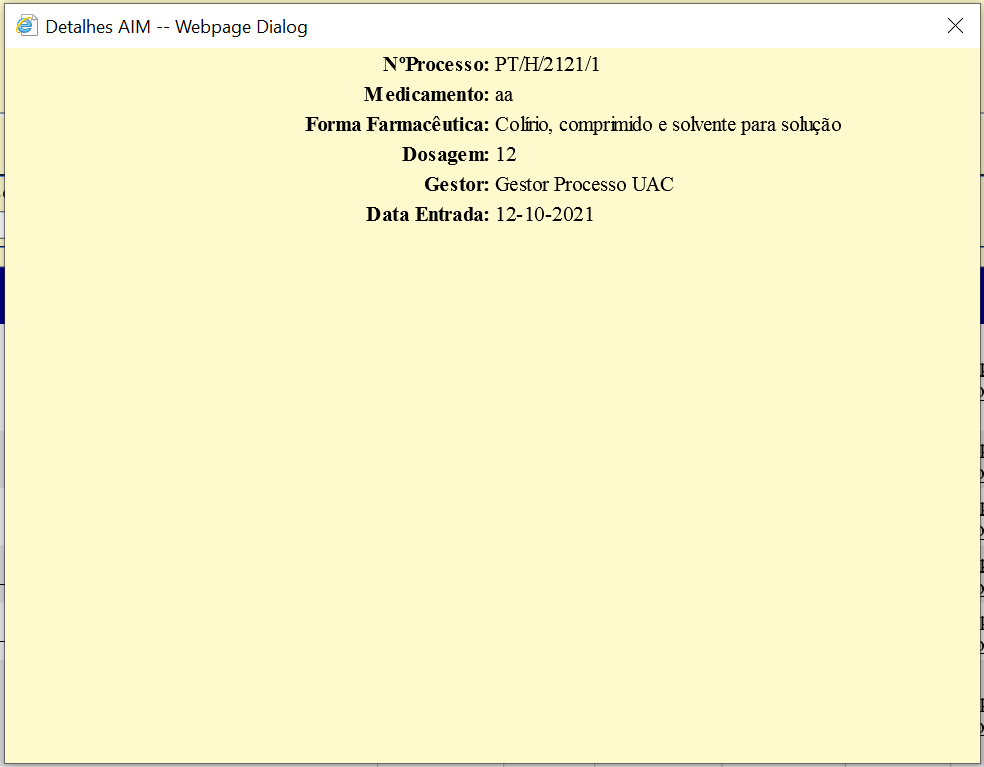 Detalhes AIM -- Webpage Dialog
NºProcesso: PT/H/2121/1
Medicamento: aa
Forma Farmacêutica: Colírio, comprimido e solvente para solução
Dosagem: 12
Gestor: Gestor Processo UAC
Data Entrada: 12-10-2021